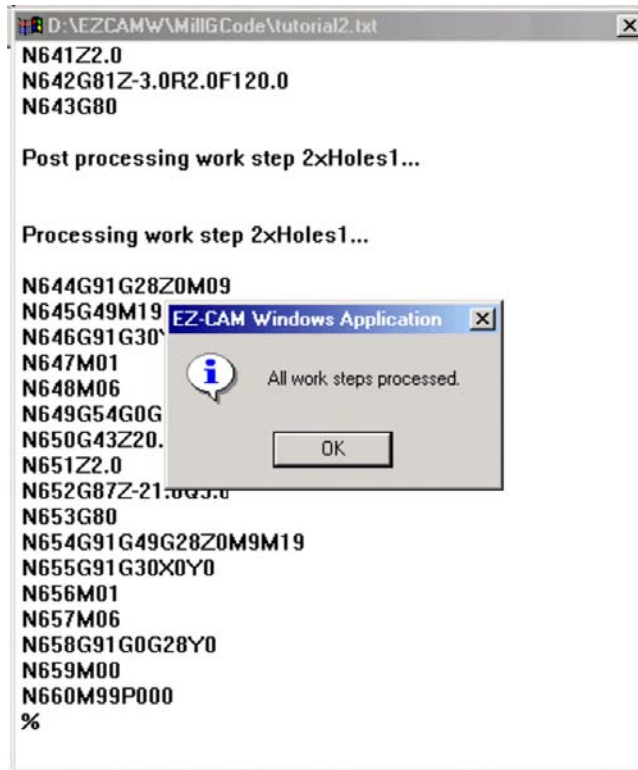 D:\EZCAMW\MillGCode\tutorial2.txt
N641Z2.0
N642G81Z-3.0R2.0F120.0
N643G80
Post processing work step 2xHoles1...
Processing work step 2xHoles1...
N644G91G28Z0M09
N645G49M19
N646G91G30
N647M01
N648M06
N649G54G0G
N650G43Z20.
N651Z2.0
N652G87Z-21.0Q5.0
N653G80
N654G91G49G28Z0M9M19
N655G91G30X0Y0
N656M01
N657M06
N658G91G0G28Y0
N659M00
N660M99P000
%
EZ-CAM Windows Application
All work steps processed.
OK